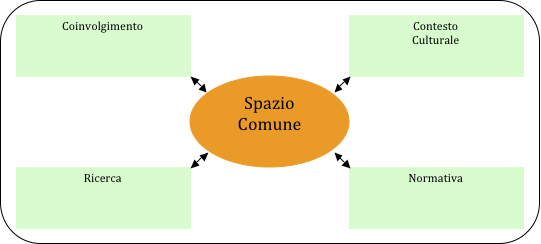 Coinvolgimento
Contesto
Culturale
Spazio
Comune
Ricerca
Normativa